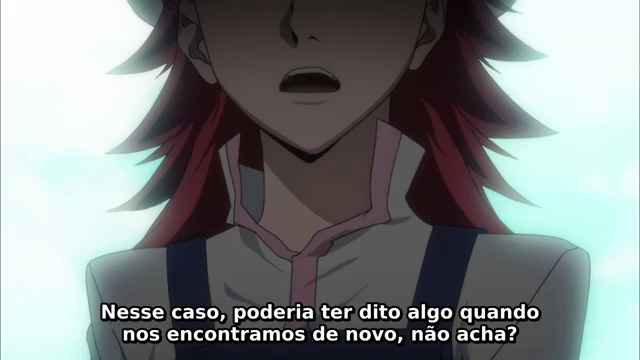 Nesse caso, poderia ter dito algo quando
nos encontramos de novo, não acha?